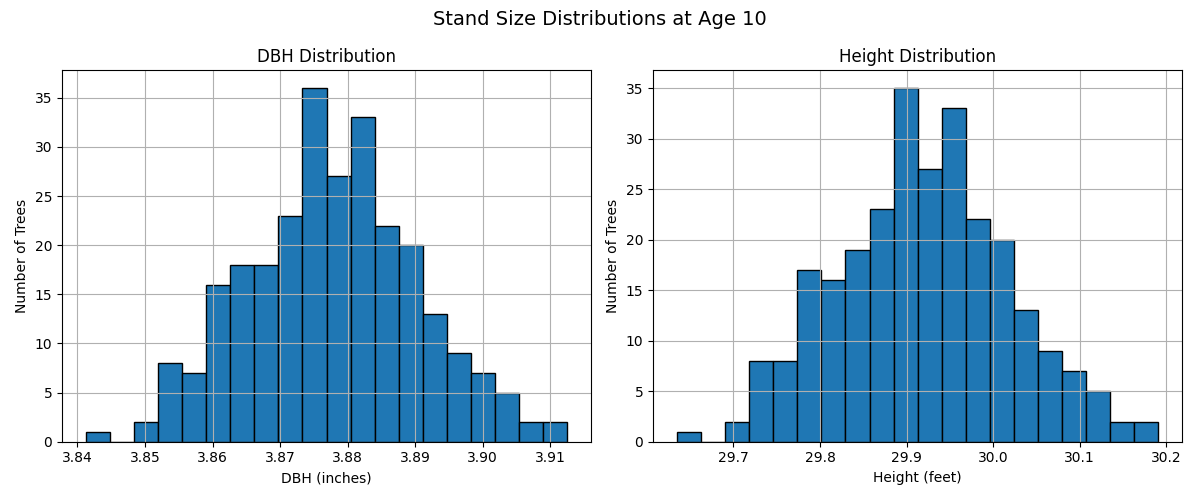 Stand Size Distributions at Age 10
DBH Distribution
Number of Trees
35
30
25
20
15
10
5
0
3.84 3.85 3.86 3.87 3.88 3.89 3.90 3.91
DBH (inches)
Height Distribution
Number of Trees
35
30
25
20
15
10
5
0
29.7 29.8 29.9 30.0 30.1 30.2
Height (feet)